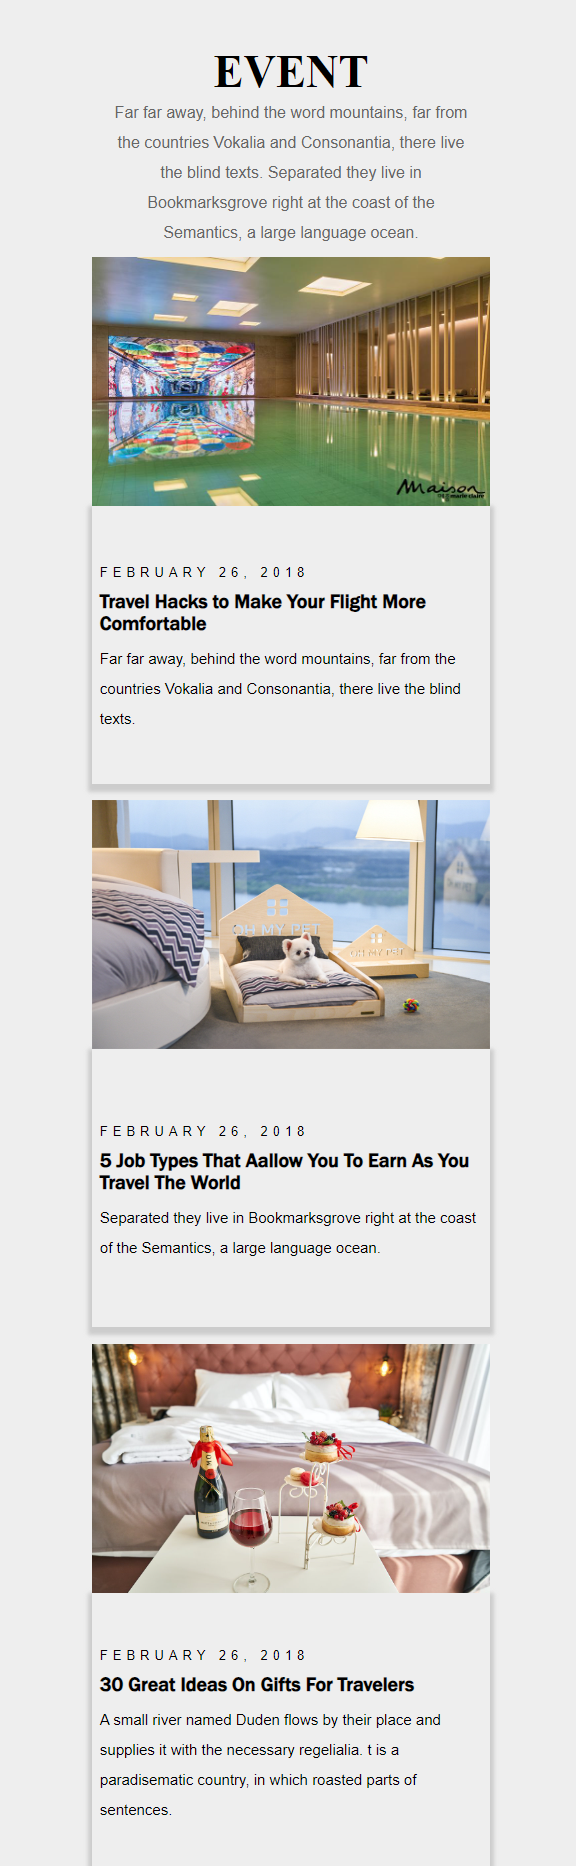 EVENT
Far far away, behind the word mountains, far from
the countries Vokalia and Consonantia, there live
the blind texts. Separated they live in
Bookmarksgrove right at the coast of the
Semantics, a large language ocean.
Maison
marie claire
FEBRUARY 26, 2018
Travel Hacks to Make Your Flight More
Comfortable
Far far away, behind the word mountains, far from the
countries Vokalia and Consonantia, there live the blind
texts.
OH MY PET
OH MY PET
FEBRUARY 26, 2018
5 Job Types That Aallow You To Earn As You
Travel The World
Separated they live in Bookmarksgrove right at the coast
of the Semantics, a large language ocean.
FEBRUARY 26, 2018
30 Great Ideas On Gifts For Travelers
A small river named Duden flows by their place and
supplies it with the necessary regelialia. t is a
paradisematic country, in which roasted parts of
sentences.